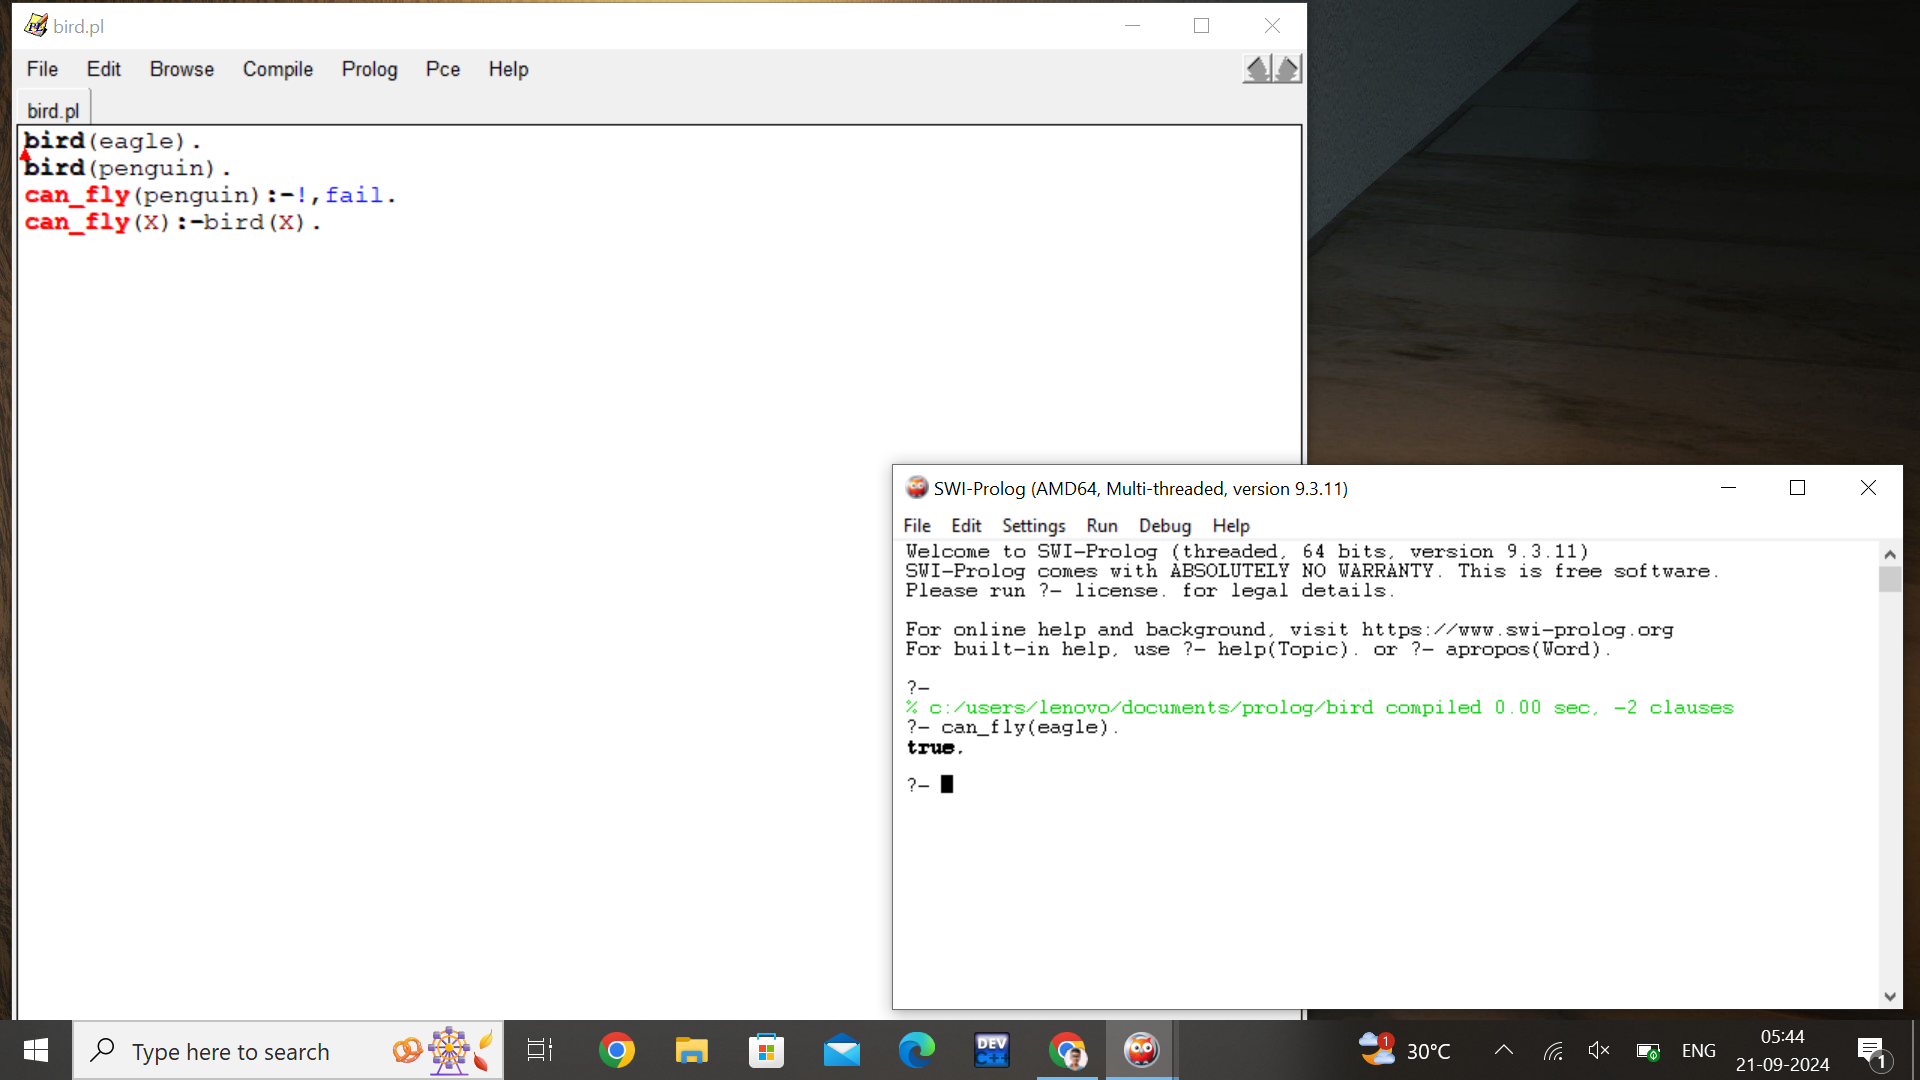 bird.pl
File Edit Browse Compile Prolog Pce Help
bird.pl
bird(eagle).
bird(penguin).
can_fly(penguin):-!,fail.
can_fly(X):-bird(X).
SWI-Prolog (AMD64, Multi-threaded, version 9.3.11)
File Edit Settings Run Debug Help
Welcome to SWI-Prolog (threaded, 64 bits, version 9.3.11)
SWI-Prolog comes with ABSOLUTELY NO WARRANTY. This is free software.
Please run ?- license. for legal details.
For online help and background, visit https://www.swi-prolog.org
For built-in help, use ?- help(Topic). or ?- apropos(Word).
?-
% c:/users/lenovo/documents/prolog/bird compiled 0.00 sec, -2 clauses
?- can_fly(eagle).
true.
?-
Type here to search
DEV
C++
1
30°C
ENG
05:44
21-09-2024
1